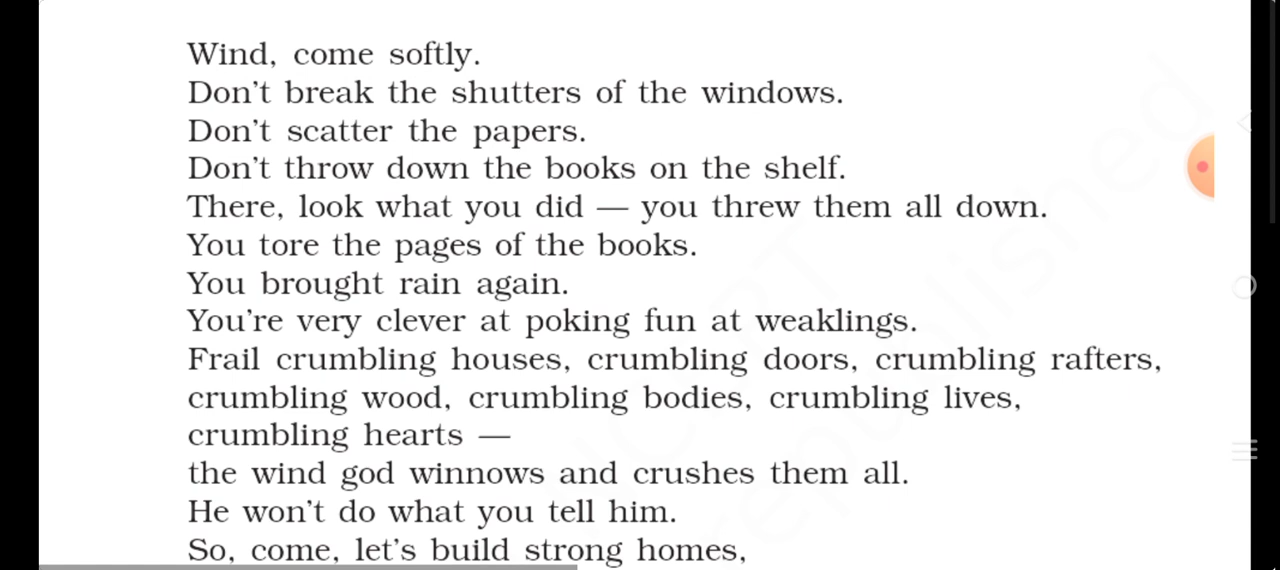 Wind, come softly.
Don’t break the shutters of the windows.
Don’t scatter the papers.
Don’t throw down the books on the shelf.
There, look what you did — you threw them all down.
You tore the pages of the books.
You brought rain again.
You’re very clever at poking fun at weaklings.
Frail crumbling houses, crumbling doors, crumbling rafters,
crumbling wood, crumbling bodies, crumbling lives,
crumbling hearts —
the wind god winnows and crushes them all.
He won’t do what you tell him.
So, come, let’s build strong homes,